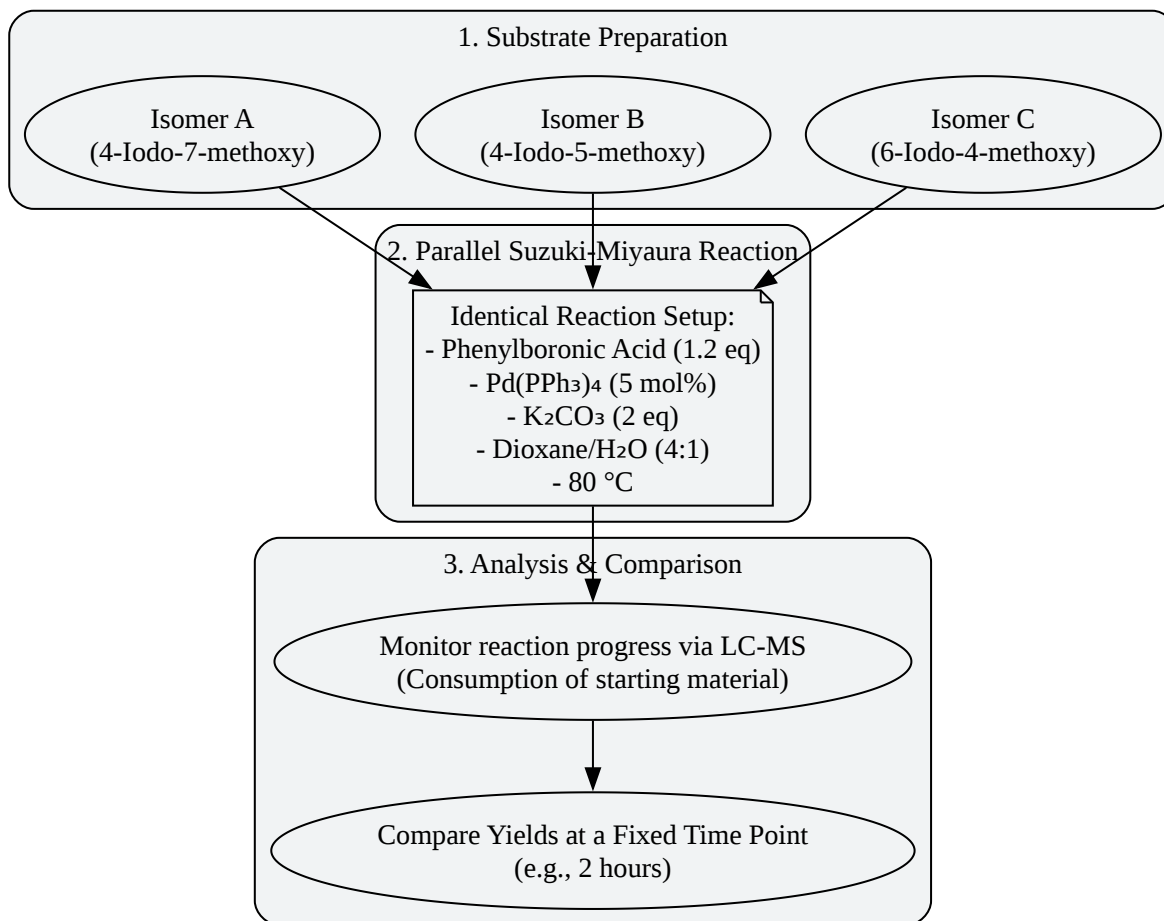 1. Substrate Preparation
Isomer A
(4-Iodo-7-methoxy)
Isomer B
(4-Iodo-5-methoxy)
Isomer C
(6-Iodo-4-methoxy)
2. Parallel Suzuki-Miyaura Reaction
Identical Reaction Setup:
- Phenylboronic Acid (1.2 eq)
- Pd(PPh₃)₄ (5 mol%)
- K₂CO₃ (2 eq)
- Dioxane/H₂O (4:1)
- 80 °C
3. Analysis & Comparison
Monitor reaction progress via LC-MS
(Consumption of starting material)
Compare Yields at a Fixed Time Point
(e.g., 2 hours)